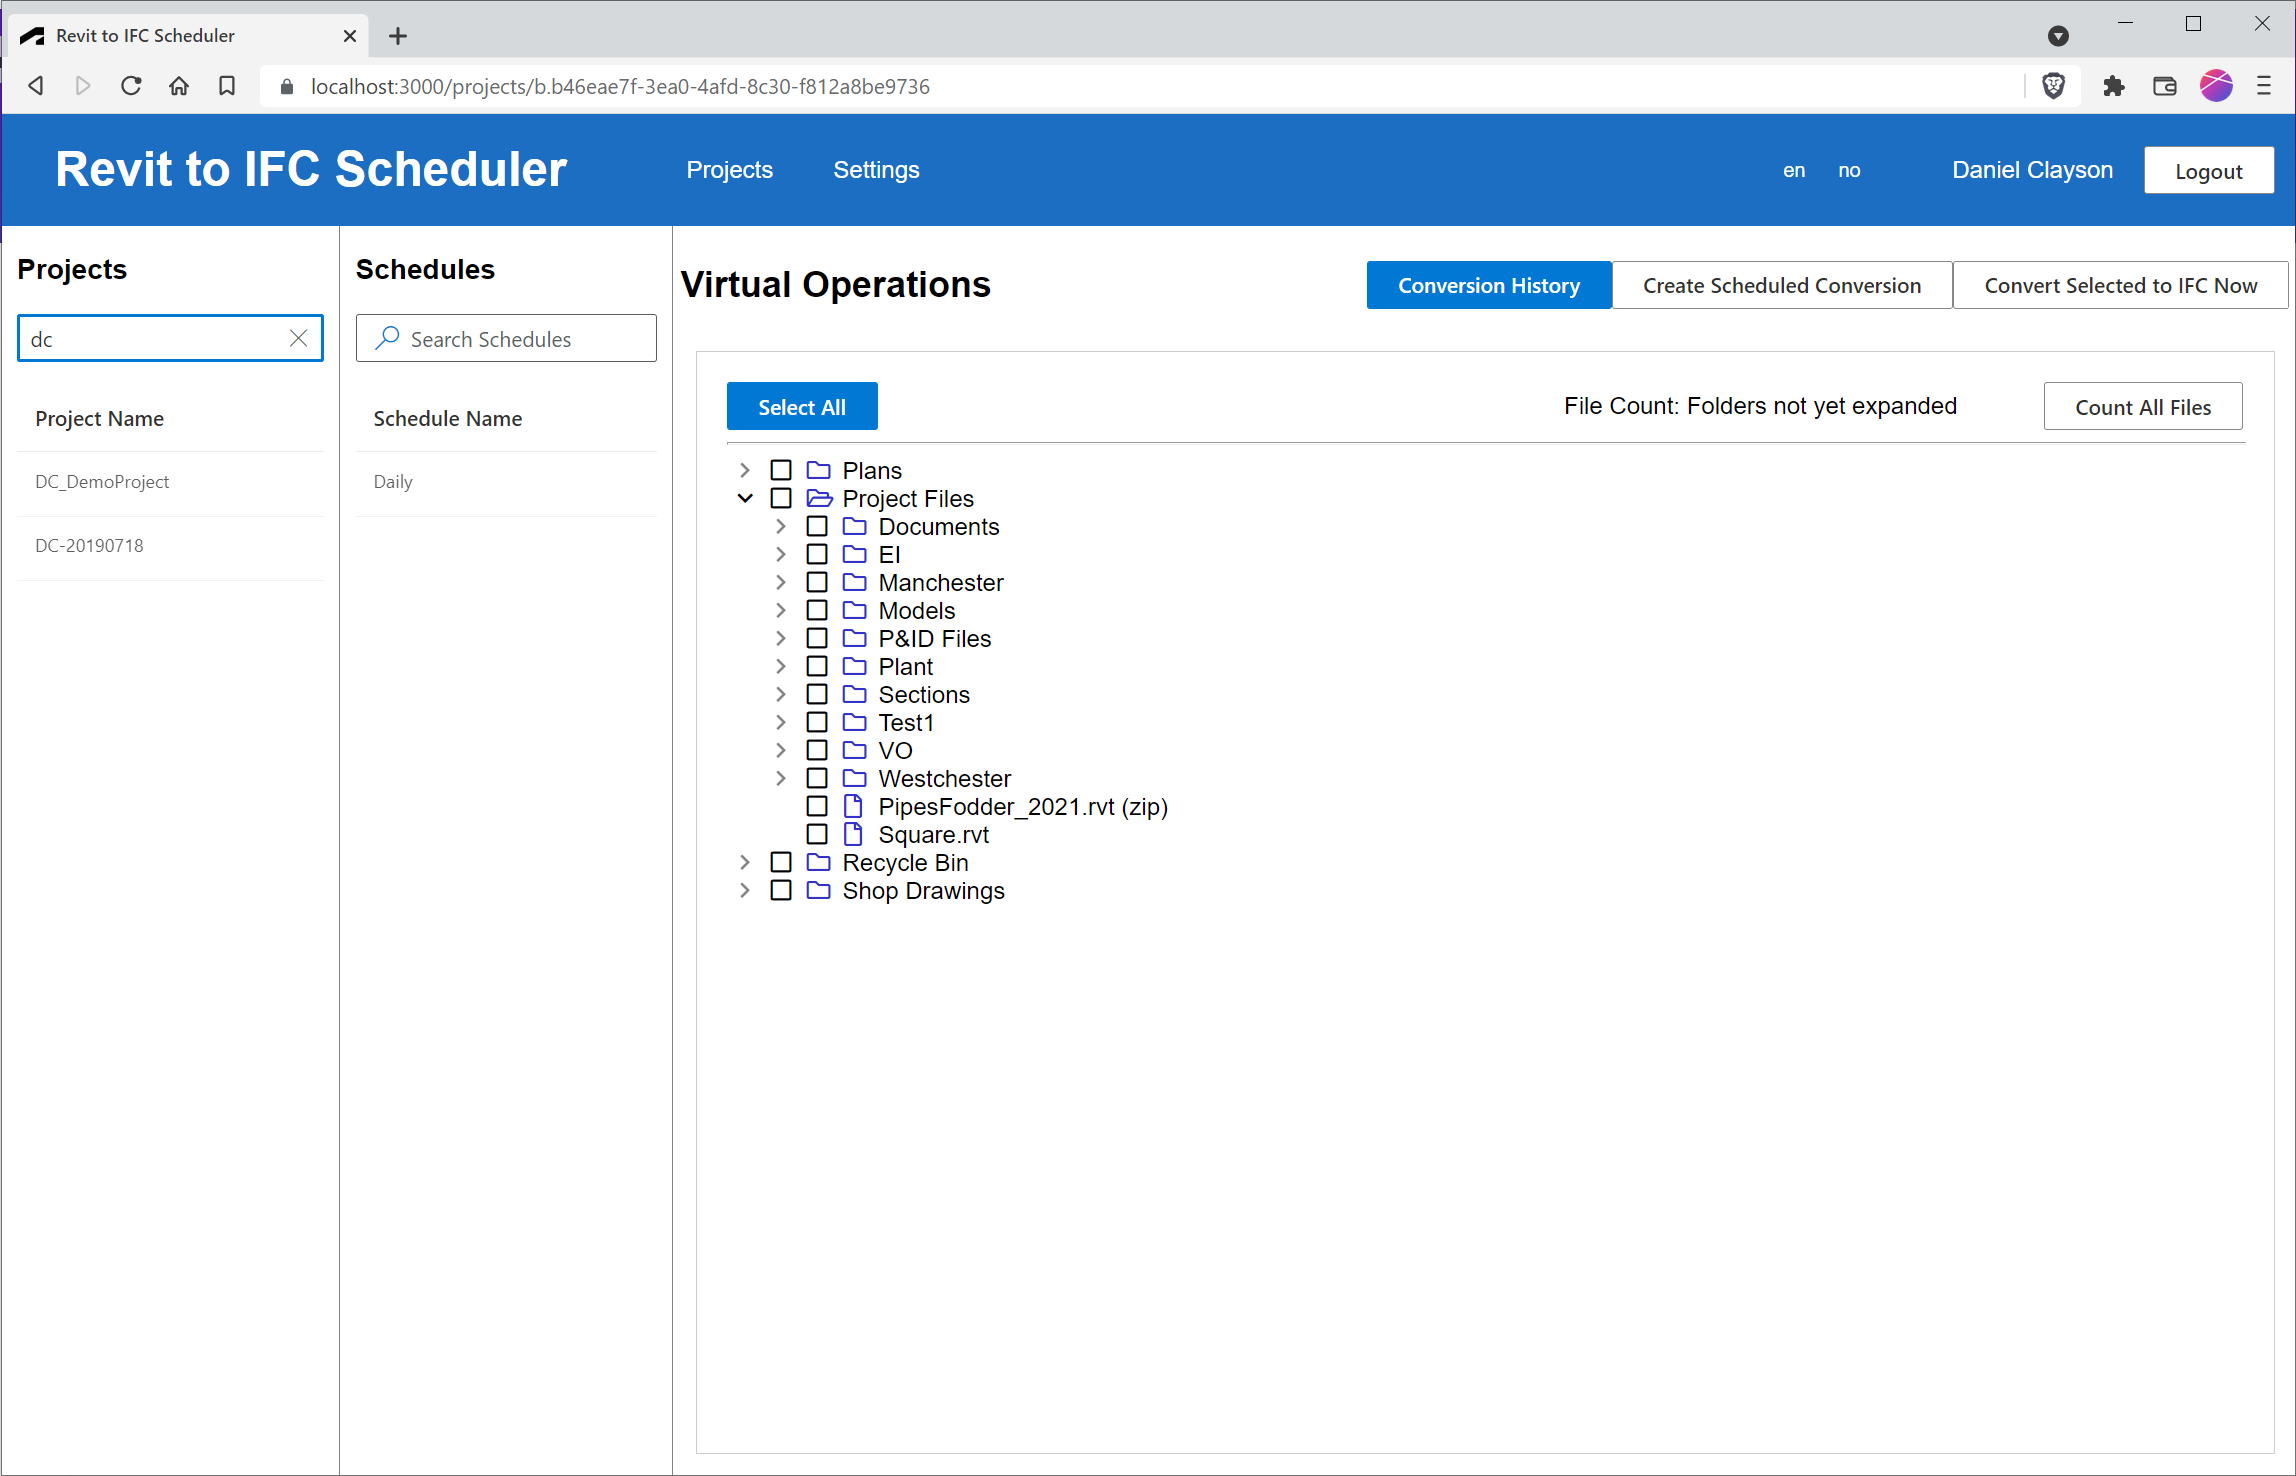 Revit to IFC Scheduler
localhost:3000/projects/b.b46eae7f-3ea0-4afd-8c30-f812a8be9736
Revit to IFC Scheduler Projects Settings en no Daniel Clayson Logout
Projects
dc
Project Name
DC_DemoProject
DC-20190718
Schedules
Search Schedules
Schedule Name
Daily
Virtual Operations
Conversion History Create Scheduled Conversion Convert Selected to IFC Now
Select All File Count: Folders not yet expanded Count All Files
Plans
Project Files
Documents
EI
Manchester
Models
P&ID Files
Plant
Sections
Test1
VO
Westchester
PipesFodder_2021.rvt (zip)
Square.rvt
Recycle Bin
Shop Drawings